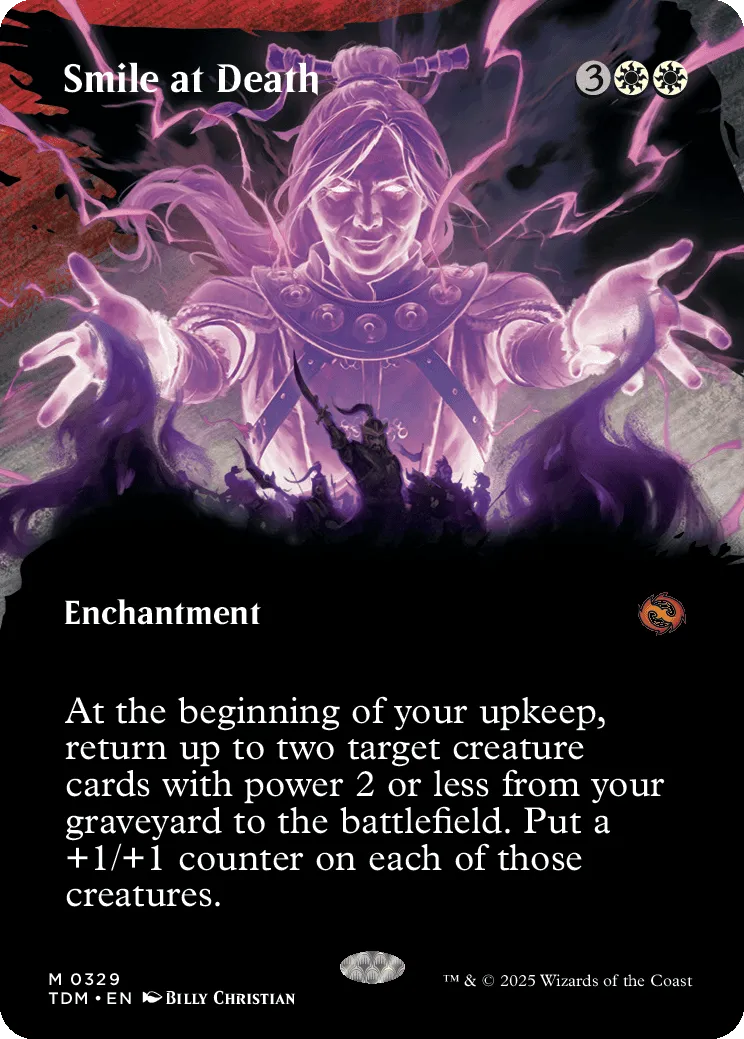 Smile at Death 3
Enchantment
At the beginning of your upkeep,
return up to two target creature
cards with power 2 or less from your
graveyard to the battlefield. Put a
+1/+1 counter on each of those
creatures.
M 0329
TDM • EN Billy Christian
™ & © 2025 Wizards of the Coast